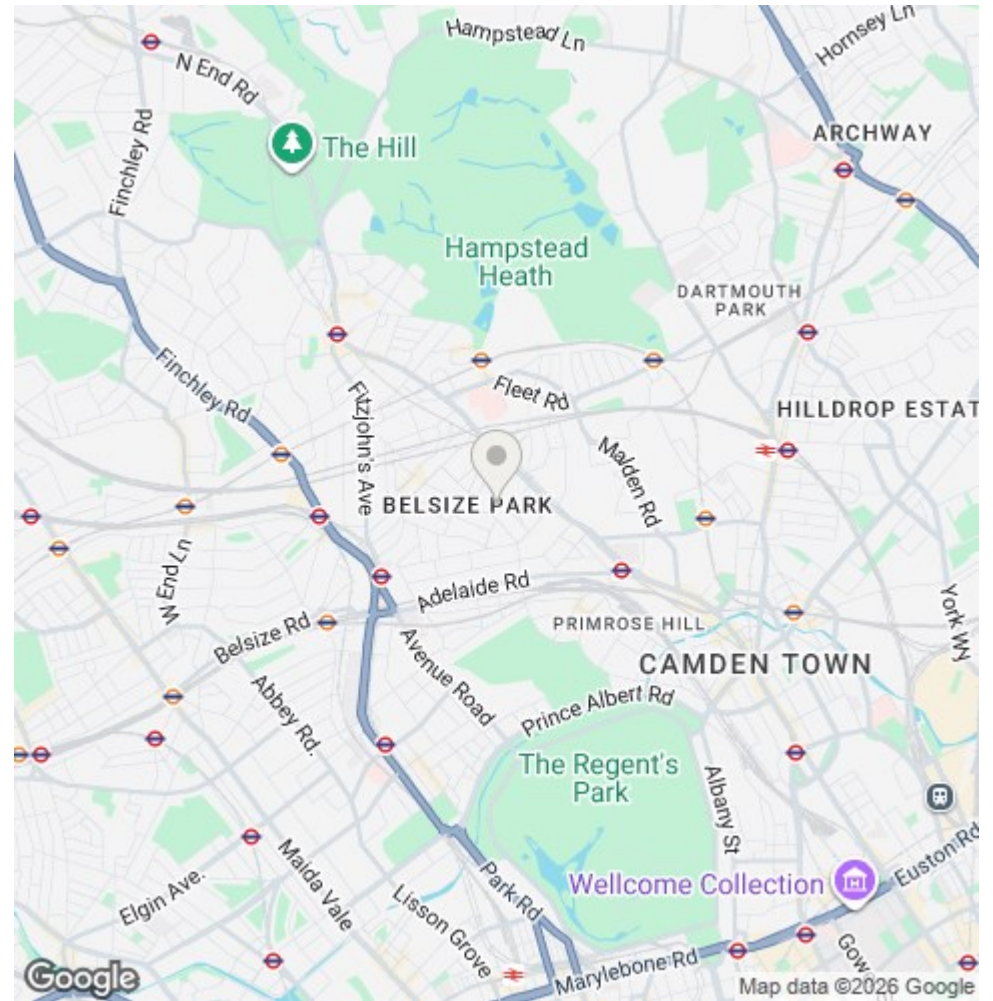 Hampstead Ln
Hornsey Ln
N End Rd
ARCHWAY
The Hill
Finchley Rd
Hampstead
Heath
DARTMOUTH
PARK
Finchley Rd
Fleet Rd
Fitzjohn's Ave
HILLDROP ESTAT
Malden Rd
BELSIZE PARK
W End Ln
Adelaide Rd
York Wy
Belsize Rd
PRIMROSE HILL
Avenue Road
CAMDEN TOWN
Abbey Rd.
Prince Albert Rd
The Regent's
Park
Albany St
Maida Vale
Euston Rd
Wellcome Collection
Elgin Ave.
Park Rd
Lisson Grove
Gow
Marylebone Rd
Google
Map data ©2026 Google